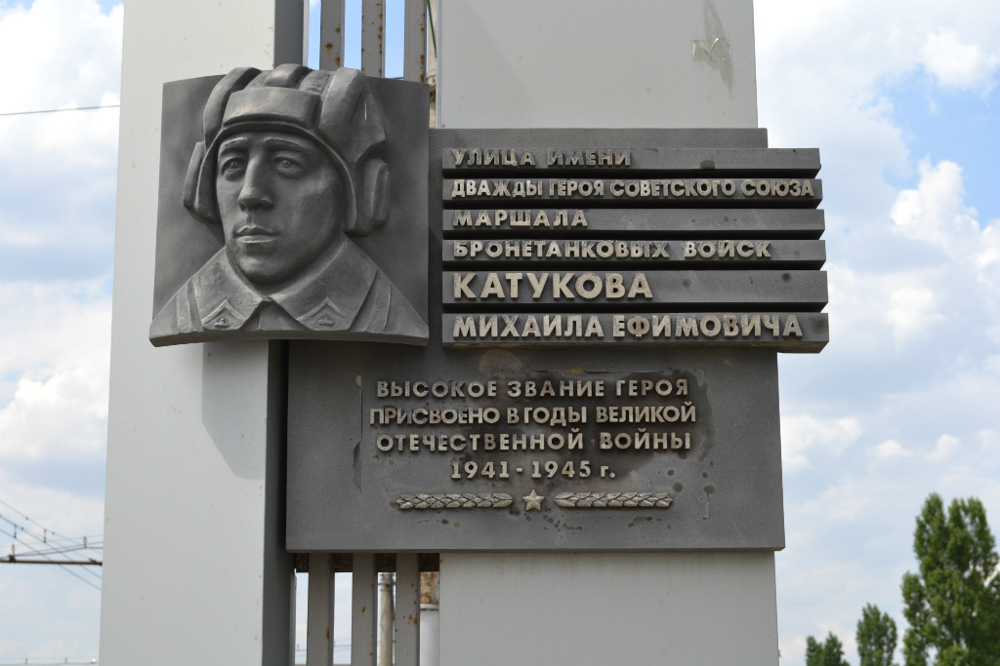 УЛИЦА ИМЕНИ
ДВАЖДЫ ГЕРОЯ СОВЕТСКОГО СОЮЗА
МАРШАЛА
БРОНЕТАНКОВЫХ ВОЙСК
КАТУКОВА
МИХАИЛА ЕФИМОВИЧА
ВЫСОКОЕ ЗВАНИЕ ГЕРОЯ
ПРИСВОЕНО В ГОДЫ ВЕЛИКОЙ
ОТЕЧЕСТВЕННОЙ ВОЙНЫ
1941-1945 г.